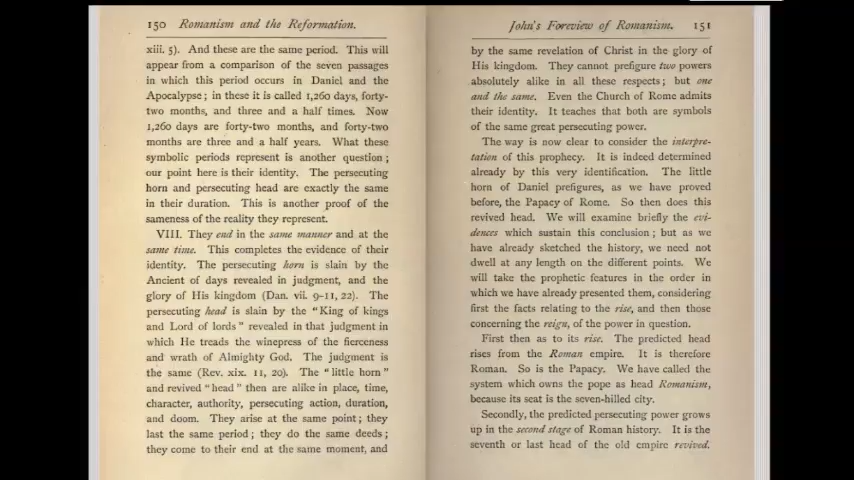 150 Romanism and the Reformation.
xiii. 5). And these are the same period. This will
appear from a comparison of the seven passages
in which this period occurs in Daniel and the
Apocalypse; in these it is called 1,260 days, forty-
two months, and three and a half times. Now
1,260 days are forty-two months, and forty-two
months are three and a half years. What these
symbolic periods represent is another question;
our point here is their identity. The persecuting
horn and persecuting head are exactly the same
in their duration. This is another proof of the
sameness of the reality they represent.
VIII. They end in the same manner and at the
same time. This completes the evidence of their
identity. The persecuting horn is slain by the
Ancient of days revealed in judgment, and the
glory of His kingdom (Dan. vii. 9–11, 22). The
persecuting head is slain by the "King of kings
and Lord of lords" revealed in that judgment in
which He treads the winepress of the fierceness
and wrath of Almighty God. The judgment is
the same (Rev. xix. 11, 20). The "little horn"
and revived "head" then are alike in place, time,
character, authority, persecuting action, duration,
and doom. They arise at the same point; they
last the same period; they do the same deeds;
they come to their end at the same moment, and
John's Foreview of Romanism. 151
by the same revelation of Christ in the glory of
His kingdom. They cannot prefigure two powers
absolutely alike in all these respects; but one
and the same. Even the Church of Rome admits
their identity. It teaches that both are symbols
of the same great persecuting power.
The way is now clear to consider the interpre-
tation of this prophecy. It is indeed determined
already by this very identification. The little
horn of Daniel prefigures, as we have proved
before, the Papacy of Rome. So then does this
revived head. We will examine briefly the evi-
dences which sustain this conclusion; but as we
have already sketched the history, we need not
dwell at any length on the different points. We
will take the prophetic features in the order in
which we have already presented them, considering
first the facts relating to the rise, and then those
concerning the reign, of the power in question.
First then as to its rise. The predicted head
rises from the Roman empire. It is therefore
Roman. So is the Papacy. We have called the
system which owns the pope as head Romanism,
because its seat is the seven-hilled city.
Secondly, the predicted persecuting power grows
up in the second stage of Roman history. It is the
seventh or last head of the old empire revived.